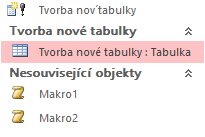 Tvorba nov tabulky
Tvorba nové tabulky
Tvorba nové tabulky : Tabulka
Nesouvisející objekty
Makro1
Makro2